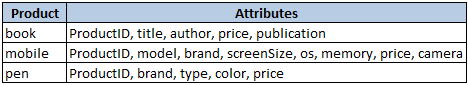 Product Attributes
book ProductID, title, author, price, publication
mobile ProductID, model, brand, screenSize, os, memory, price, camera
pen ProductID, brand, type, color, price